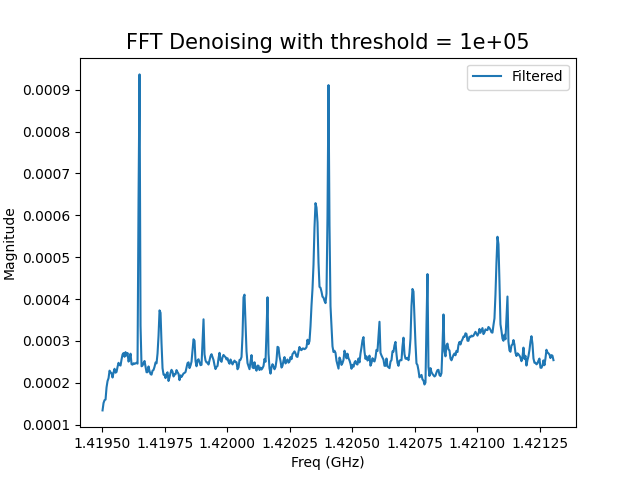 FFT Denoising with threshold = 1e+05
Filtered
0.0009
0.0008
0.0007
0.0006
0.0005
0.0004
0.0003
0.0002
0.0001
Magnitude
1.41950 1.41975 1.42000 1.42025 1.42050 1.42075 1.42100 1.42125
Freq (GHz)